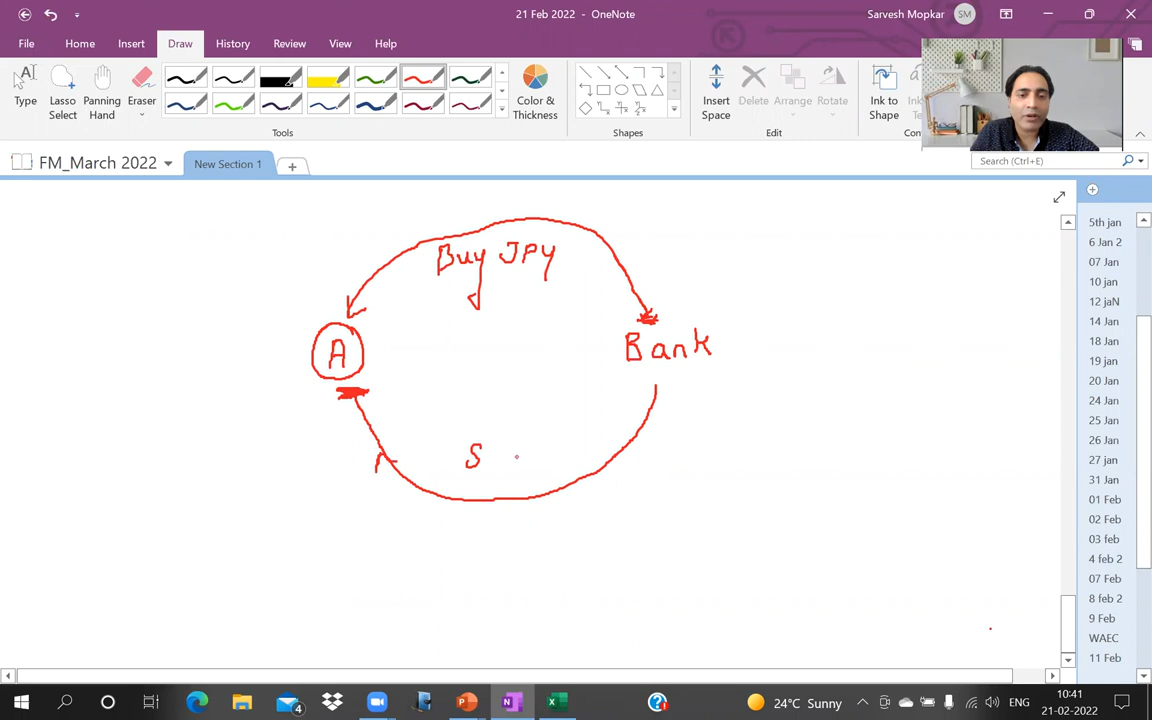 21 Feb 2022 - OneNote
Sarvesh Mopkar
SM
File Home Insert Draw History Review View Help
Type
Lasso Select
Panning Hand
Eraser
Color & Thickness
Insert Space
Delete
Arrange
Rotate
Ink to Shape
Ink
Tools
Shapes
Edit
FM_March 2022
New Section 1
Search (Ctrl+E)
Buy JPY
A
Bank
S
5th jan
6 Jan 2
07 Jan
10 jan
12 jaN
14 Jan
18 Jan
19 jan
20 Jan
24 Jan
25 Jan
26 Jan
27 jan
31 Jan
01 Feb
02 Feb
03 feb
4 feb 2
07 Feb
8 feb 2
9 Feb
WAEC
11 Feb
4
24°C Sunny
ENG
10:41
21-02-2022